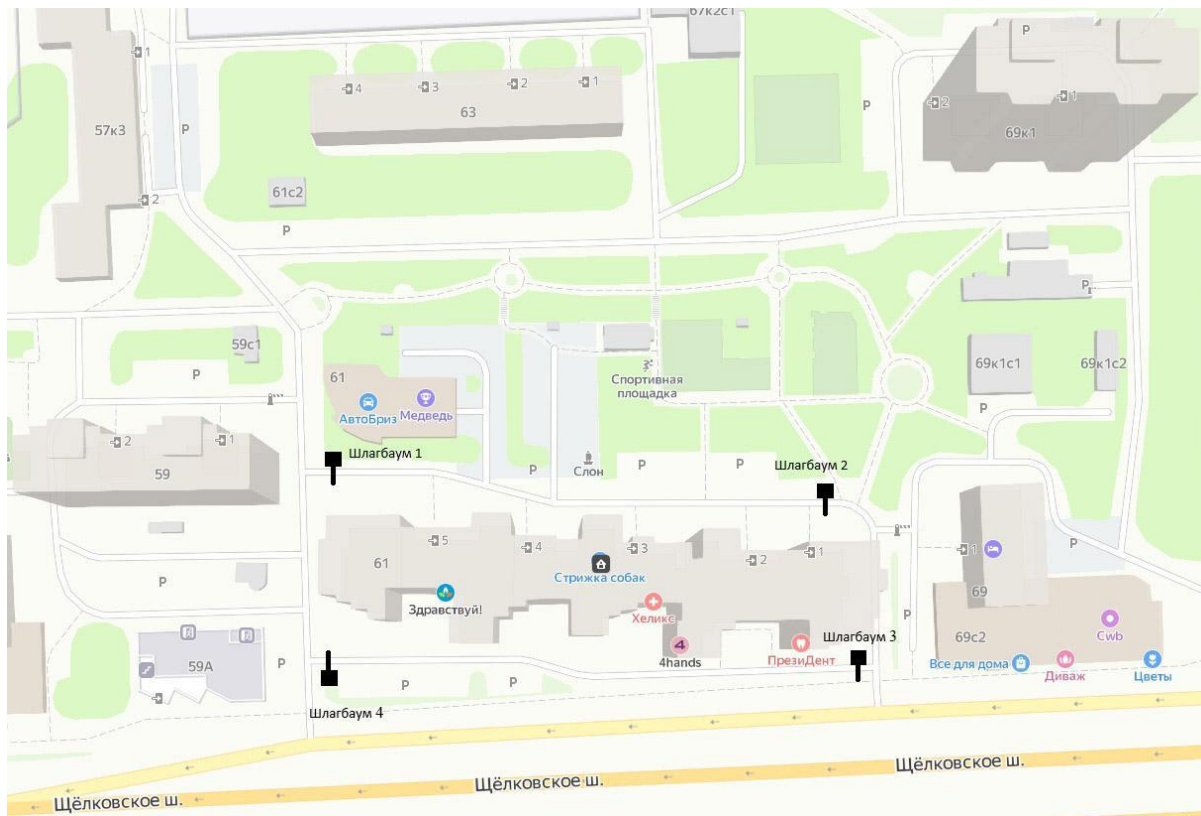 67к2с1
P
1
4
3
2
1
63
57к3
P
P
2
1
69к1
61с2
2
P
P
59с1
P
61
АвтоБриз
Медведь
Спортивная
площадка
69к1с1
69к1с2
P
2
1
59
Шлагбаум 1
P
Слон
P
P
Шлагбаум 2
5
4
3
2
1
61
Стрижка собак
1
P
P
Здравствуй!
Хеликс
69
P
59А
P
4
4hands
ПрезиДент
Шлагбаум 3
69с2
Cwb
Все для дома
Диваж
Цветы
P
P
Шлагбаум 4
Щёлковское ш.
Щёлковское ш.
Щёлковское ш.